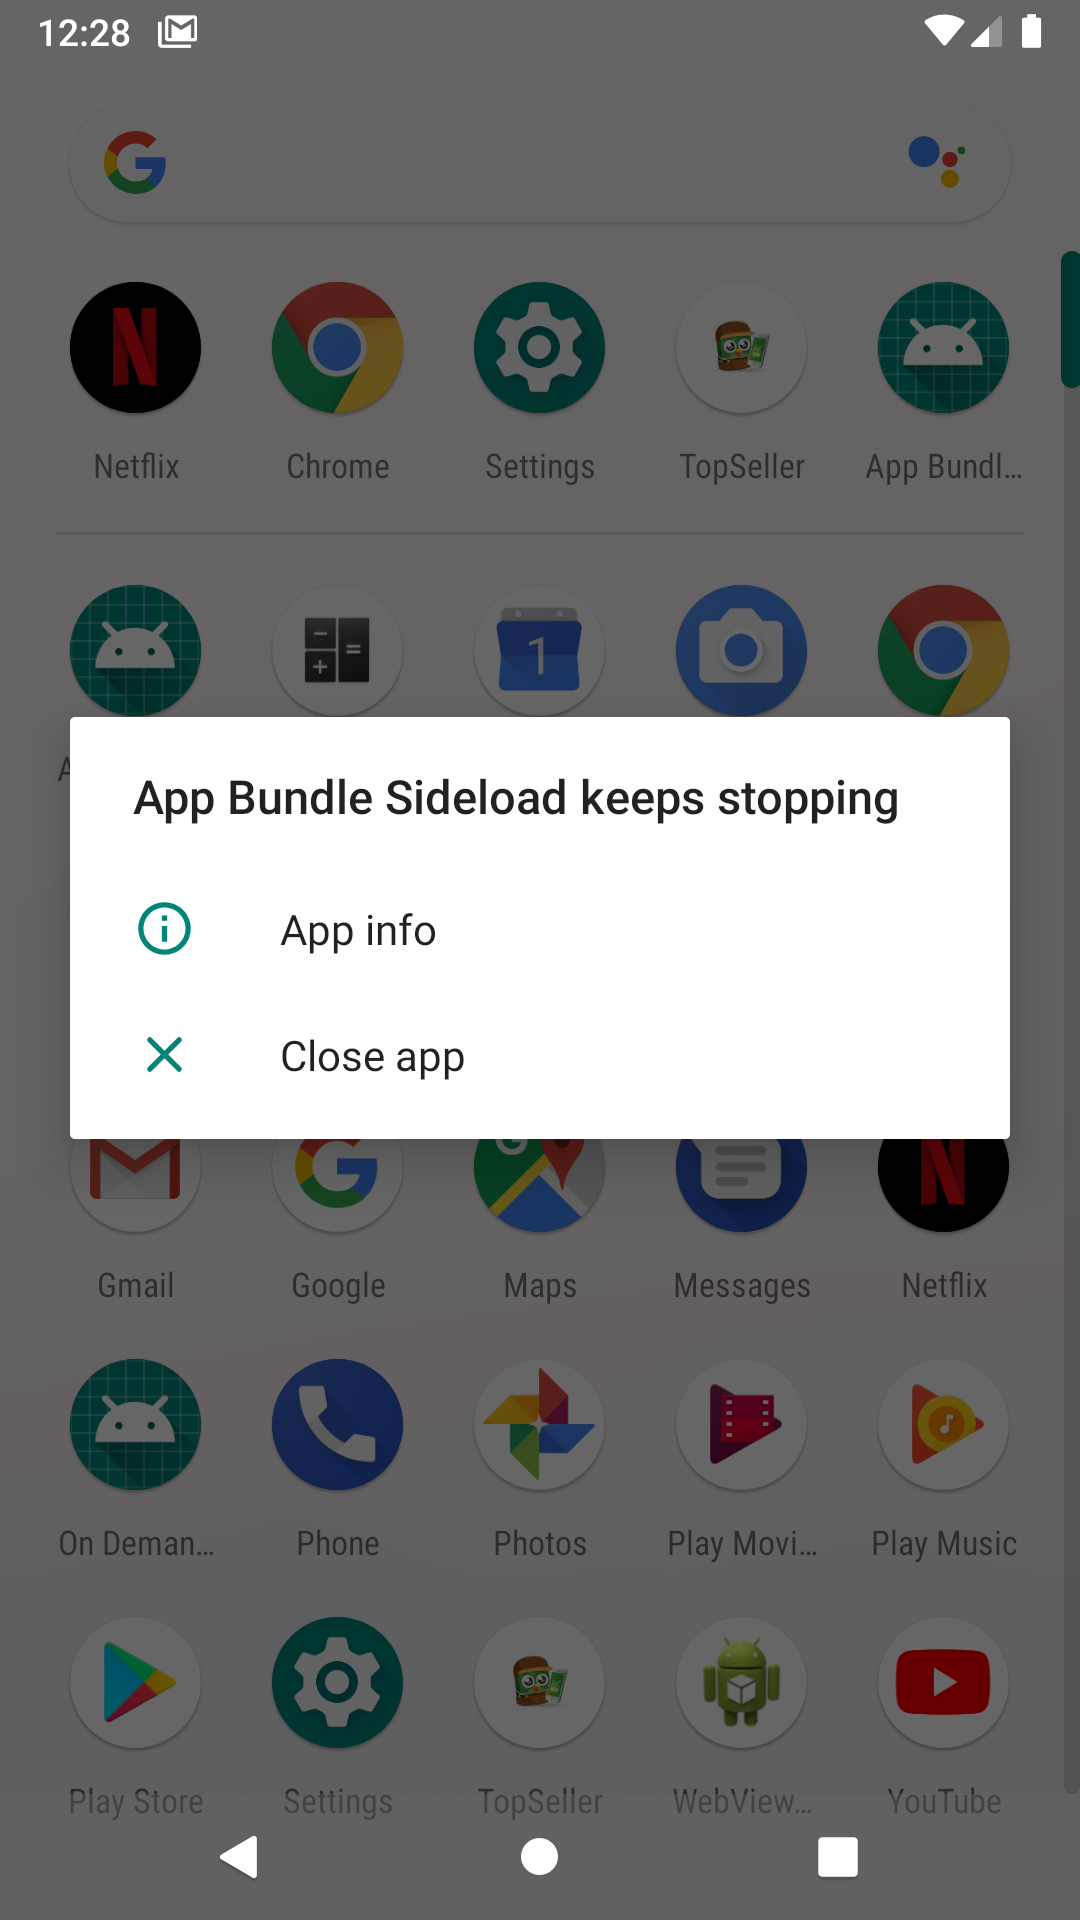 12:28
Netflix
Chrome
Settings
TopSeller
App Bundl...
1
App Bundle Sideload keeps stopping
App info
Close app
Gmail
Google
Maps
Messages
Netflix
On Deman...
Phone
Photos
Play Movi...
Play Music
Play Store
Settings
TopSeller
WebView...
YouTube